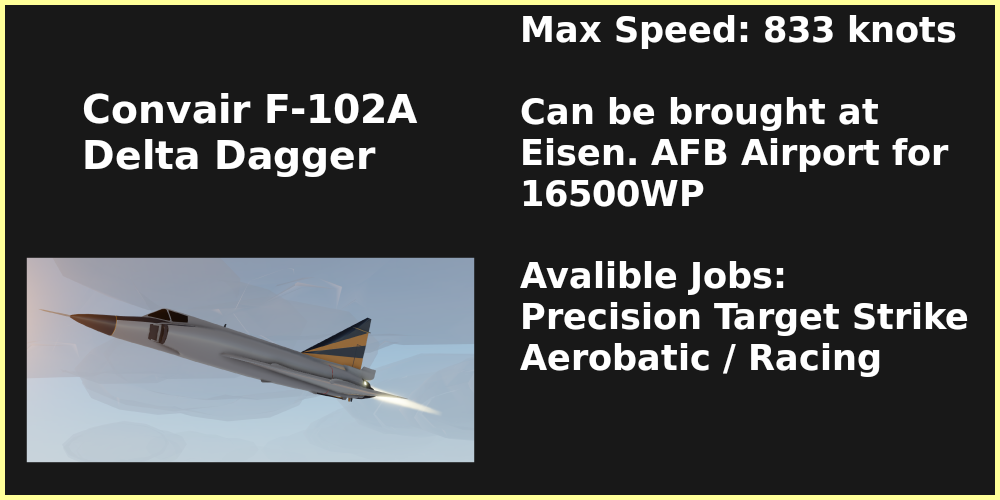 Convair F-102A
Delta Dagger
Max Speed: 833 knots
Can be brought at
Eisen. AFB Airport for
16500WP
Avalible Jobs:
Precision Target Strike
Aerobatic / Racing